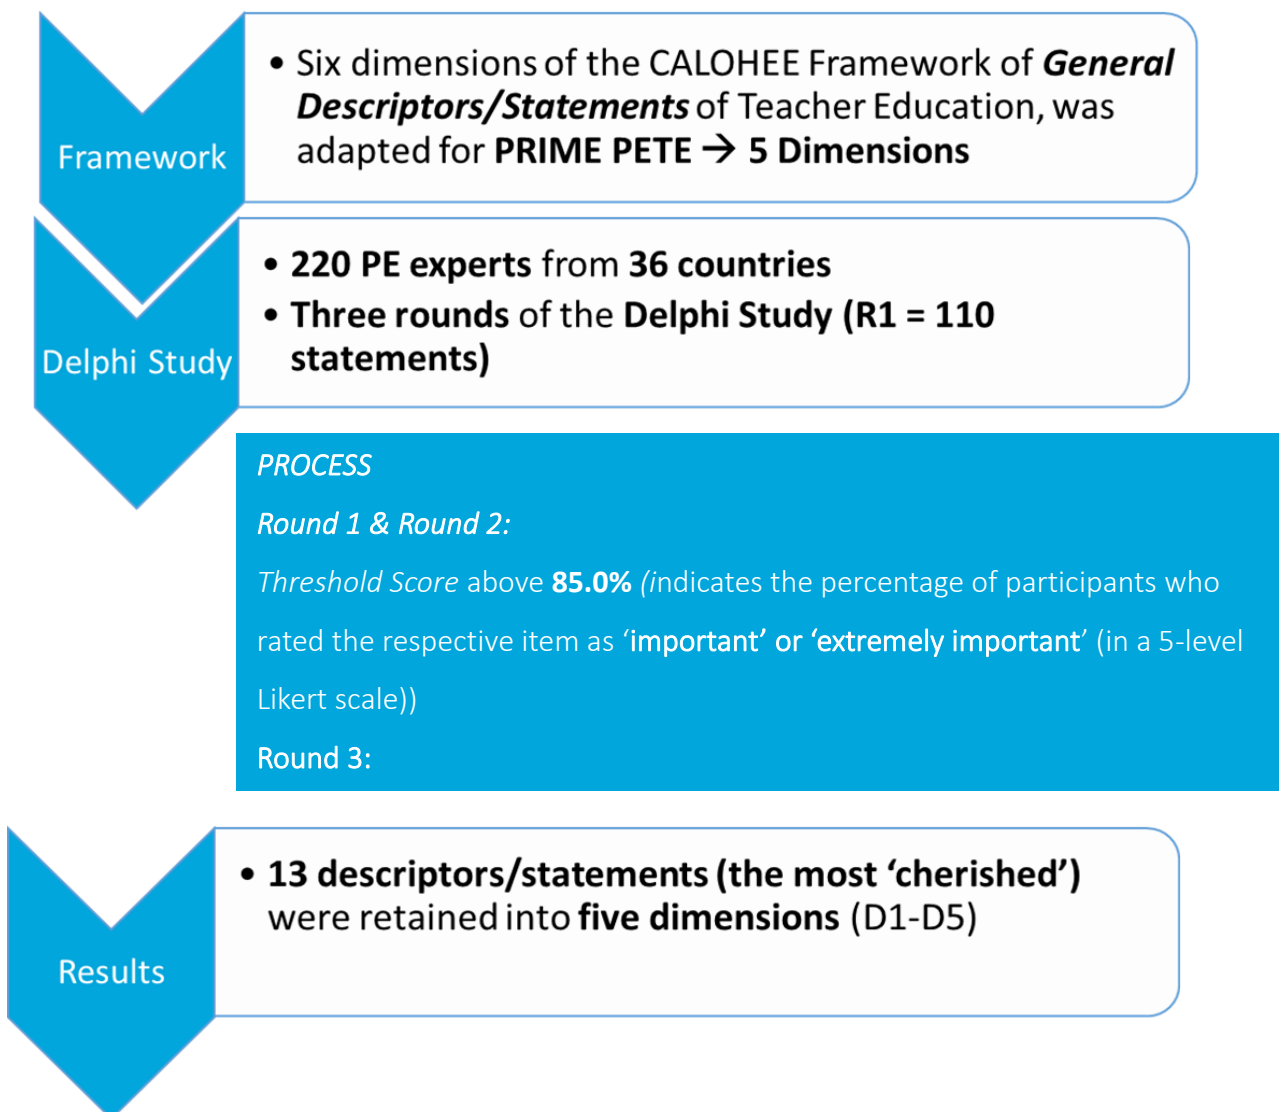 • Six dimensions of the CALOHEE Framework of General
Descriptors/Statements of Teacher Education, was
adapted for PRIME PETE → 5 Dimensions
Framework
• 220 PE experts from 36 countries
• Three rounds of the Delphi Study (R1 = 110
statements)
Delphi Study
PROCESS
Round 1 & Round 2:
Threshold Score above 85.0% (indicates the percentage of participants who
rated the respective item as ‘important’ or ‘extremely important’ (in a 5-level
Likert scale))
Round 3:
• 13 descriptors/statements (the most ‘cherished’)
were retained into five dimensions (D1-D5)
Results